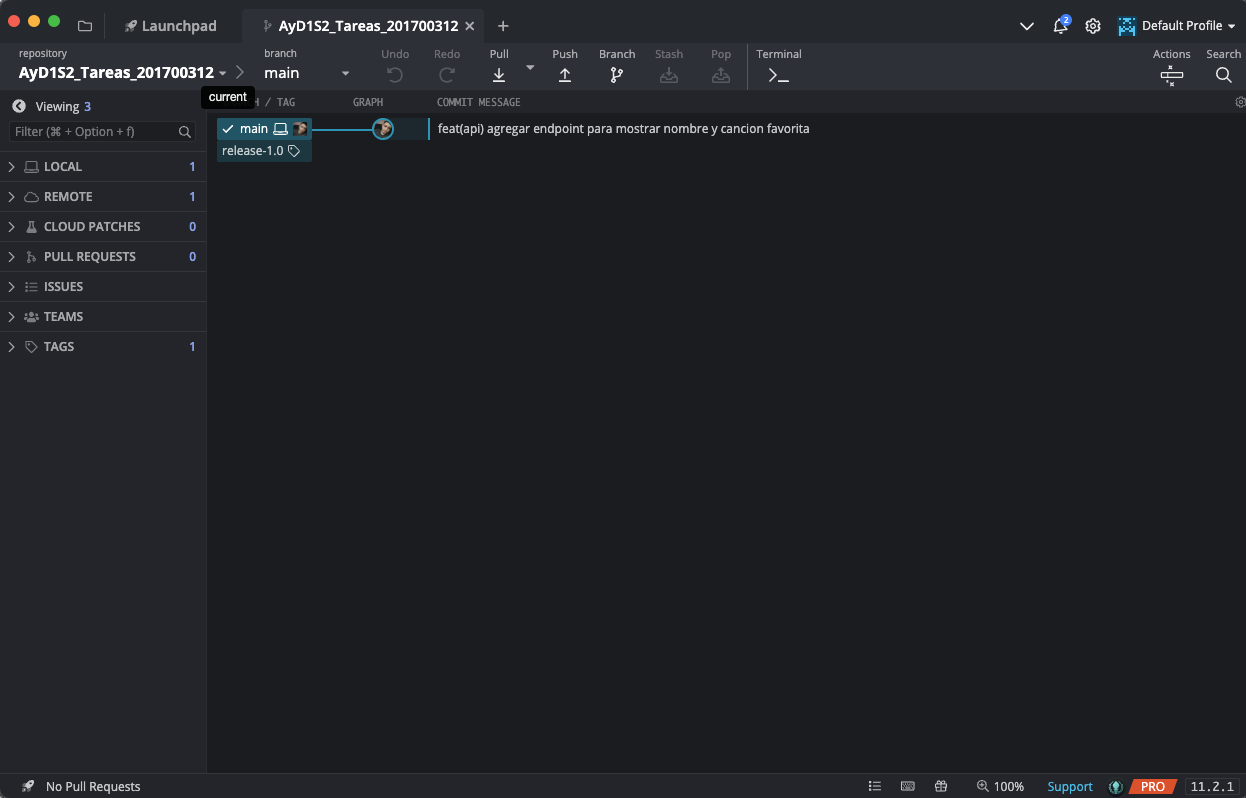 Launchpad
AyD1S2_Tareas_201700312
2
Default Profile
repository
AyD1S2_Tareas_201700312
branch
main
Undo
Redo
Pull
Push
Branch
Stash
Pop
Terminal
Actions
Search
current
Viewing 3
H / TAG
GRAPH
COMMIT MESSAGE
Filter (⌘ + Option + f)
main
feat(api) agregar endpoint para mostrar nombre y cancion favorita
release-1.0
LOCAL 1
REMOTE 1
CLOUD PATCHES 0
PULL REQUESTS 0
ISSUES
TEAMS
TAGS 1
No Pull Requests
100%
Support
PRO
11.2.1